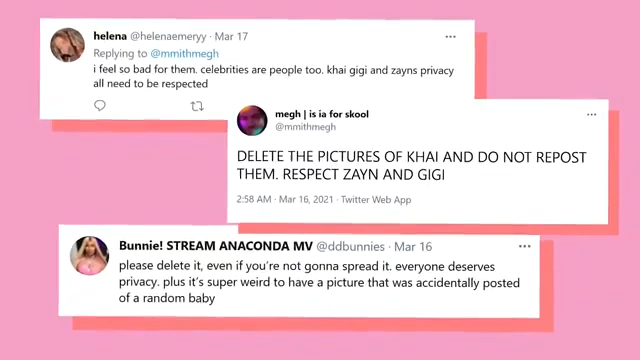 helena @helenaemeryy · Mar 17
Replying to @mmithmegh
i feel so bad for them. celebrities are people too. khai gigi and zayns privacy
all need to be respected
megh | is ia for skool
@mmithmegh
DELETE THE PICTURES OF KHAI AND DO NOT REPOST
THEM. RESPECT ZAYN AND GIGI
2:58 AM · Mar 16, 2021 · Twitter Web App
Bunnie! STREAM ANACONDA MV @ddbunnies · Mar 16
please delete it, even if you're not gonna spread it. everyone deserves
privacy. plus it's super weird to have a picture that was accidentally posted
of a random baby